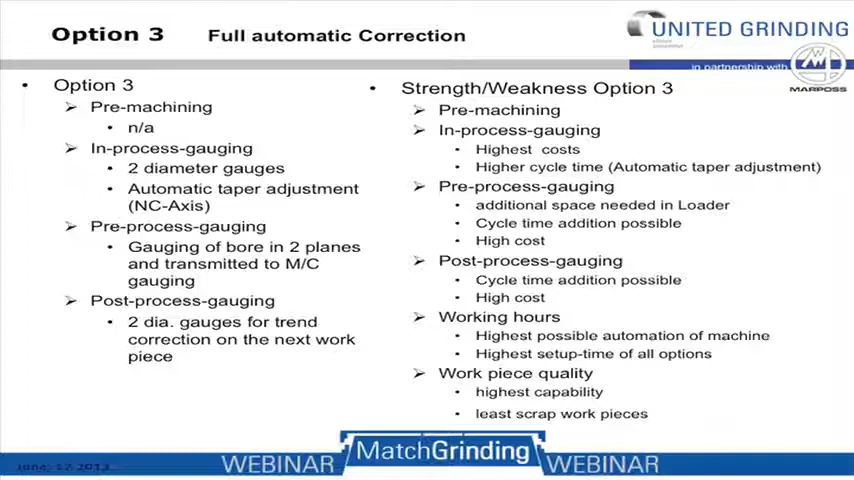 Option 3 Full automatic Correction
UNITED GRINDING
in partnership with
MARPOSS
• Option 3
➢ Pre-machining
• n/a
➢ In-process-gauging
• 2 diameter gauges
• Automatic taper adjustment
(NC-Axis)
➢ Pre-process-gauging
• Gauging of bore in 2 planes
and transmitted to M/C
gauging
➢ Post-process-gauging
• 2 dia. gauges for trend
correction on the next work
piece
• Strength/Weakness Option 3
➢ Pre-machining
➢ In-process-gauging
• Highest costs
• Higher cycle time (Automatic taper adjustment)
➢ Pre-process-gauging
• additional space needed in Loader
• Cycle time addition possible
• High cost
➢ Post-process-gauging
• Cycle time addition possible
• High cost
➢ Working hours
• Highest possible automation of machine
• Highest setup-time of all options
➢ Work piece quality
• highest capability
• least scrap work pieces
June, 17 2013
WEBINAR MatchGrinding WEBINAR